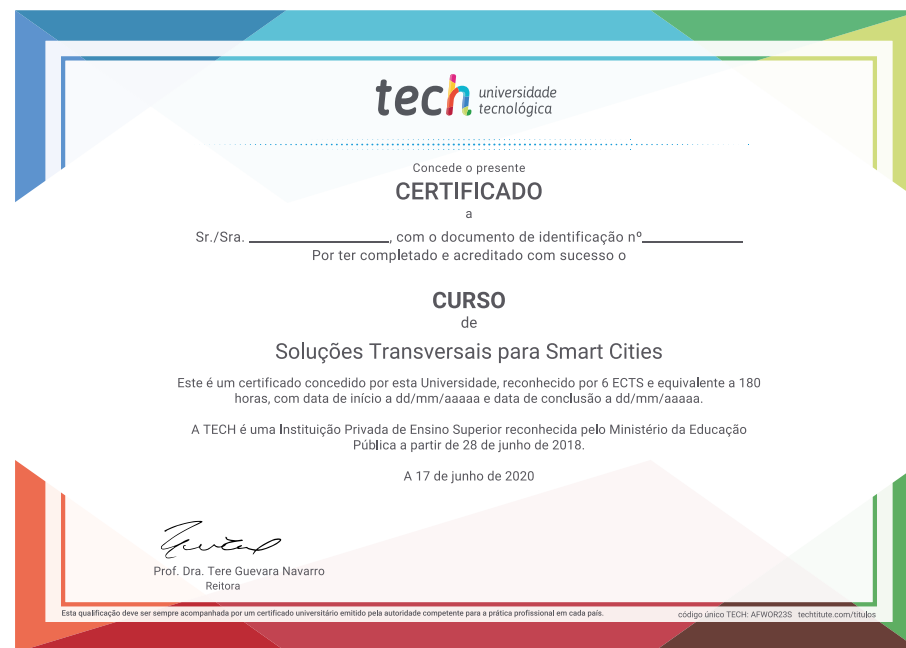 tech universidade
tecnológica
Concede o presente
CERTIFICADO
a
Sr./Sra. ____________, com o documento de identificação nº____________
Por ter completado e acreditado com sucesso o
CURSO
de
Soluções Transversais para Smart Cities
Este é um certificado concedido por esta Universidade, reconhecido por 6 ECTS e equivalente a 180
horas, com data de início a dd/mm/aaaaa e data de conclusão a dd/mm/aaaaa.
A TECH é uma Instituição Privada de Ensino Superior reconhecida pelo Ministério da Educação
Pública a partir de 28 de junho de 2018.
A 17 de junho de 2020
Prof. Dra. Tere Guevara Navarro
Reitora
Esta qualificação deve ser sempre acompanhada por um certificado universitário emitido pela autoridade competente para a prática profissional em cada país.
código único TECH: AFWOR23S techtitute.com/titulos